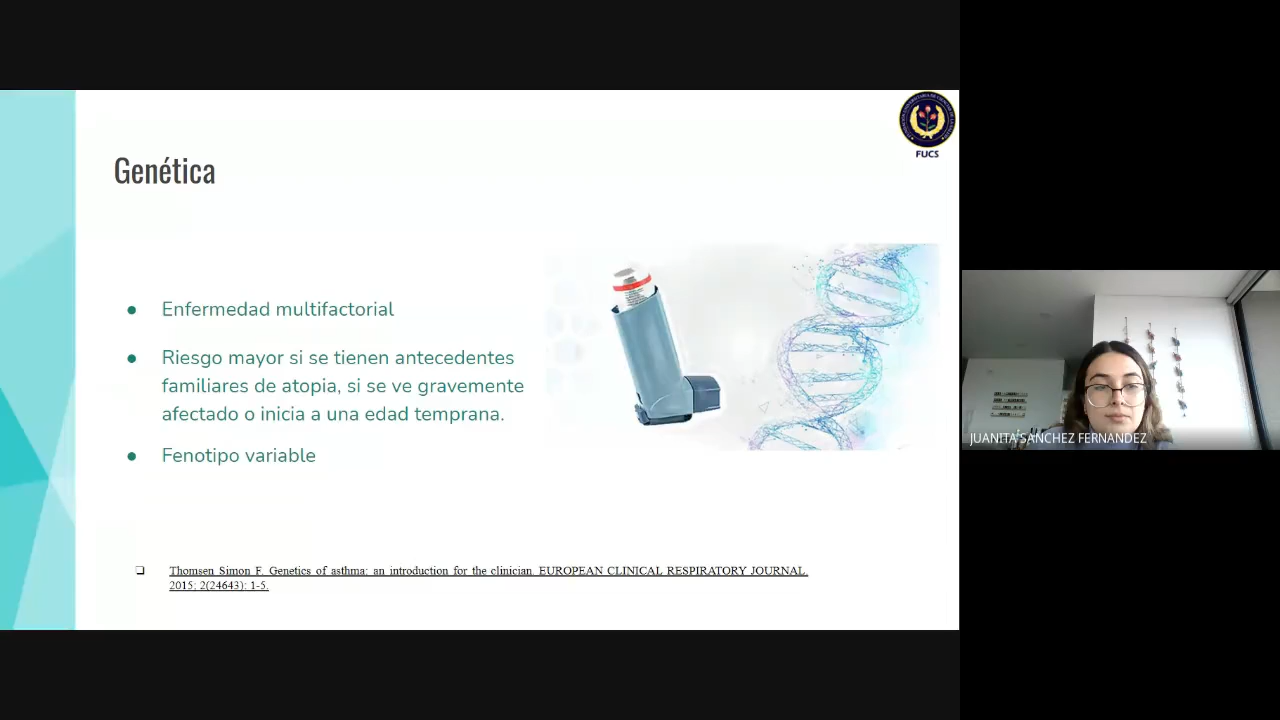 FUCS
Genética
● Enfermedad multifactorial
● Riesgo mayor si se tienen antecedentes
familiares de atopia, si se ve gravemente
afectado o inicia a una edad temprana.
● Fenotipo variable
❑ Thomsen Simon F. Genetics of asthma: an introduction for the clinician. EUROPEAN CLINICAL RESPIRATORY JOURNAL.
2015; 2(24643): 1-5.
JUANITA SANCHEZ FERNANDEZ